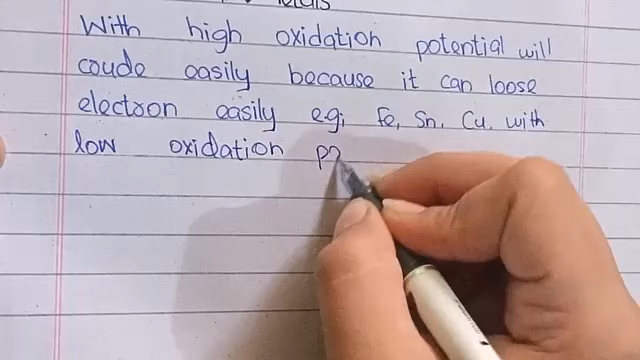 With high oxidation potential will
coude easily because it can loose
electron easily eg; Fe, Sn, Cu, with
low oxidation p